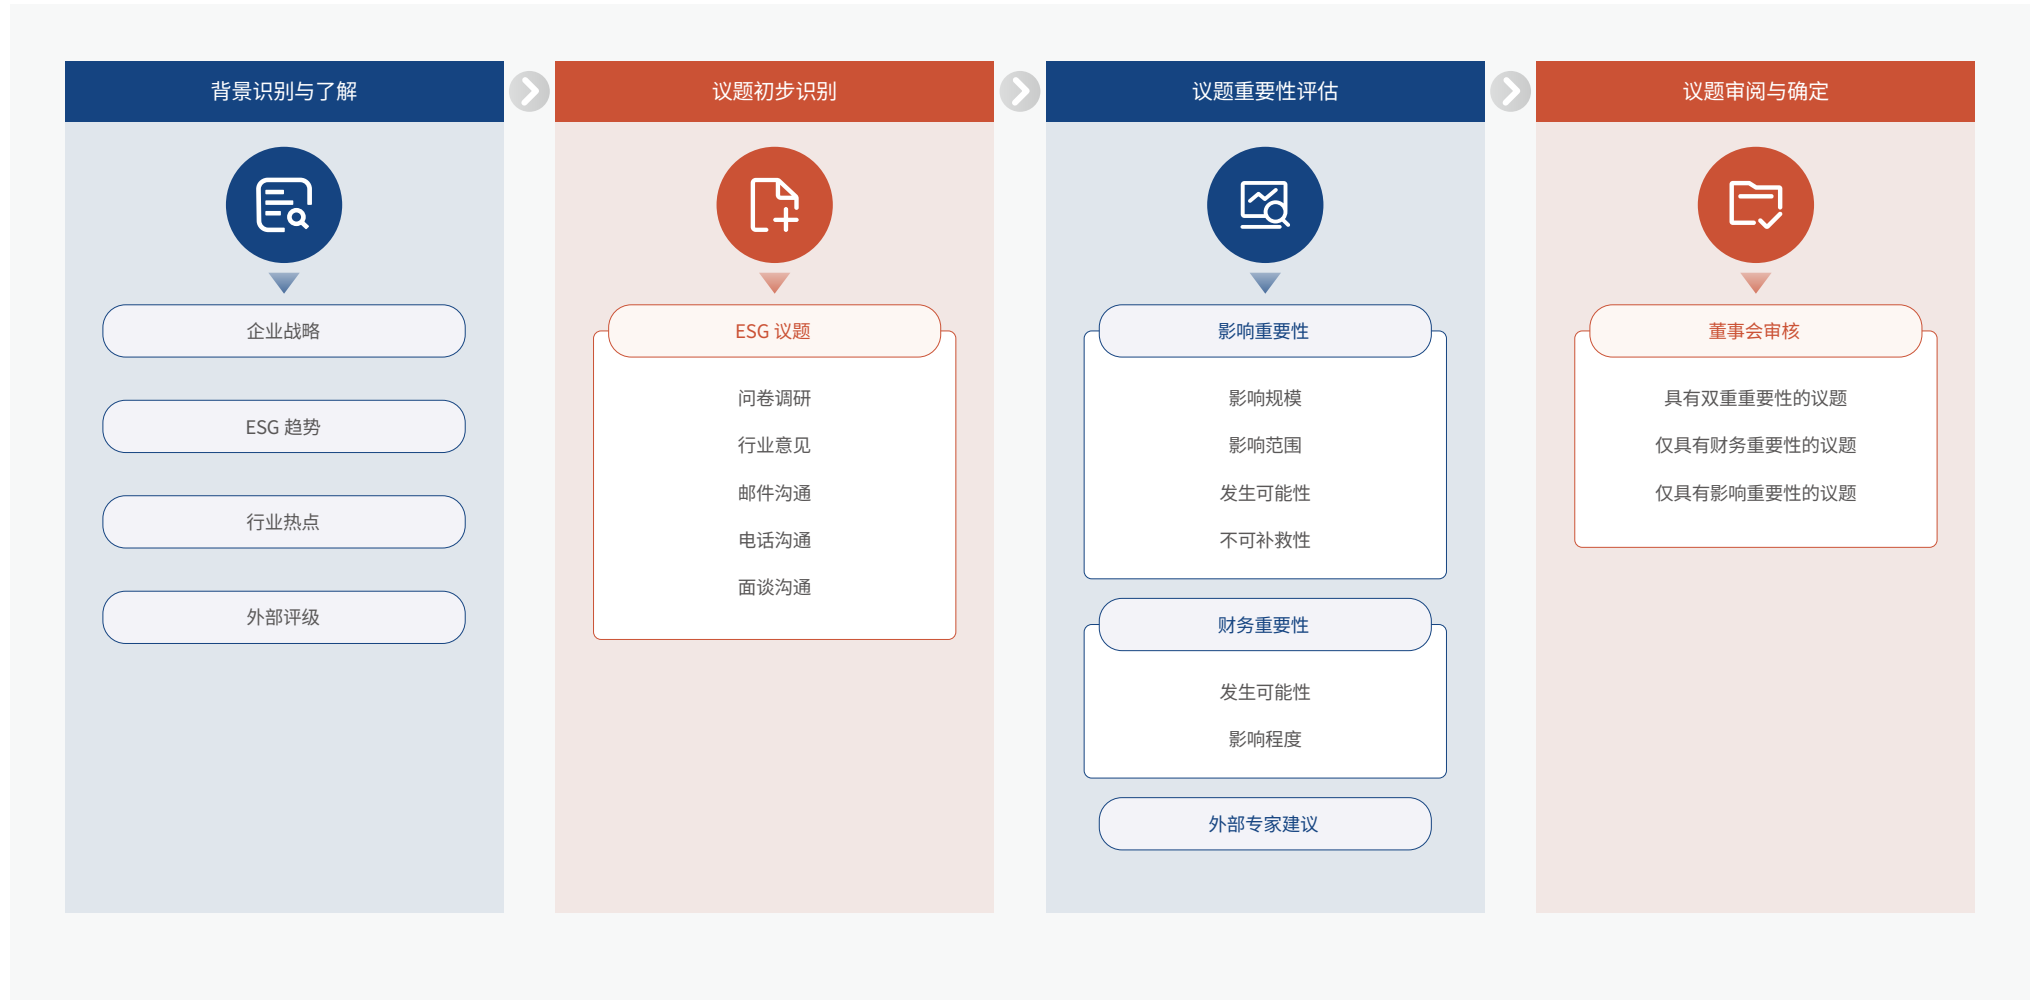 背景识别与了解
企业战略
ESG 趋势
行业热点
外部评级
议题初步识别
ESG 议题
问卷调研
行业意见
邮件沟通
电话沟通
面谈沟通
议题重要性评估
影响重要性
影响规模
影响范围
发生可能性
不可补救性
财务重要性
发生可能性
影响程度
外部专家建议
议题审阅与确定
董事会审核
具有双重重要性的议题
仅具有财务重要性的议题
仅具有影响重要性的议题